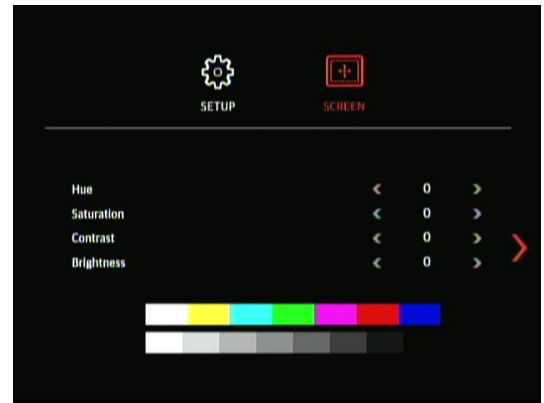 SETUP SCREEN
Hue < 0 >
Saturation < 0 >
Contrast < 0 >
Brightness < 0 >